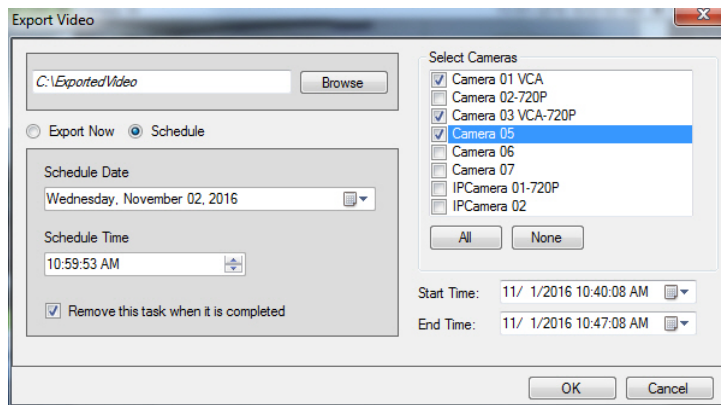 Export Video
C:\ExportedVideo
Browse
Export Now
Schedule
Schedule Date
Wednesday, November 02, 2016
Schedule Time
10:59:53 AM
Remove this task when it is completed
Select Cameras
Camera 01 VCA
Camera 02-720P
Camera 03 VCA-720P
Camera 05
Camera 06
Camera 07
IPCamera 01-720P
IPCamera 02
All
None
Start Time: 11/ 1/2016 10:40:08 AM
End Time: 11/ 1/2016 10:47:08 AM
OK
Cancel